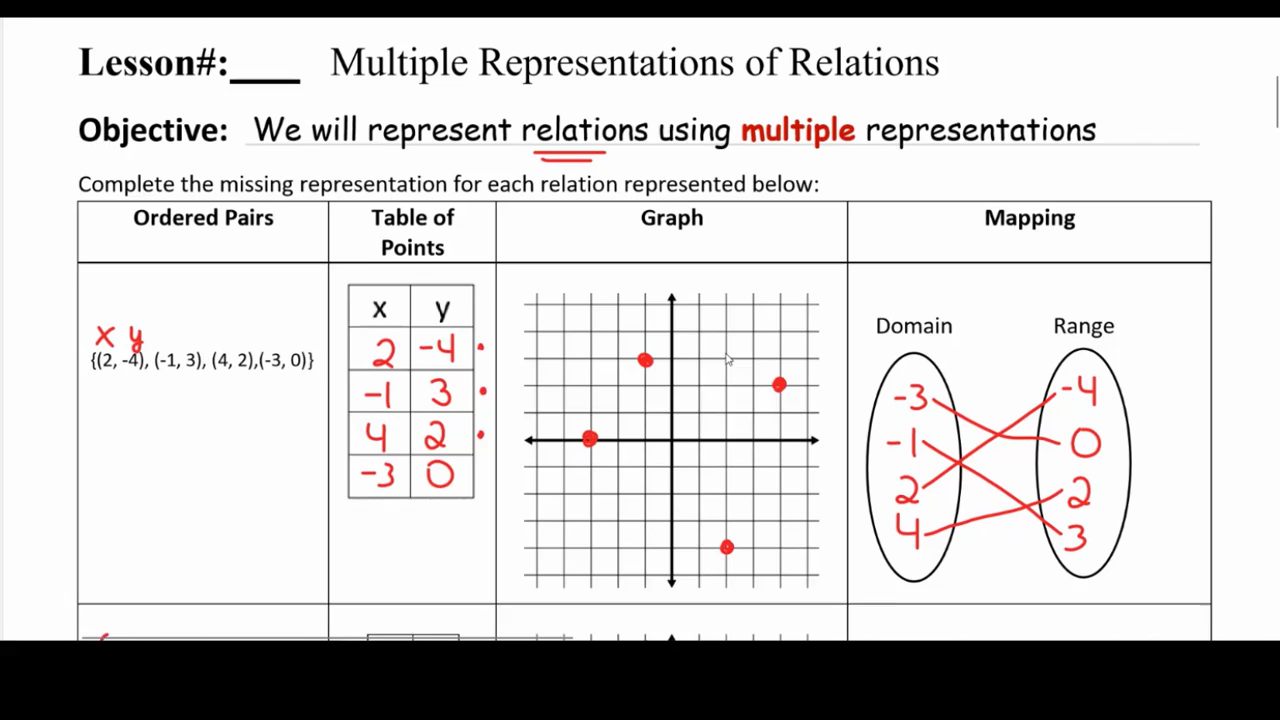 Lesson#:___ Multiple Representations of Relations
Objective: We will represent relations using multiple representations
Complete the missing representation for each relation represented below:
Ordered Pairs
Table of
Points
Graph
Mapping
x y
{(2, -4), (-1, 3), (4, 2),(-3, 0)}
x y
2 -4
-1 3
4 2
-3 0
Domain Range
-3 -4
-1 0
2 2
4 3